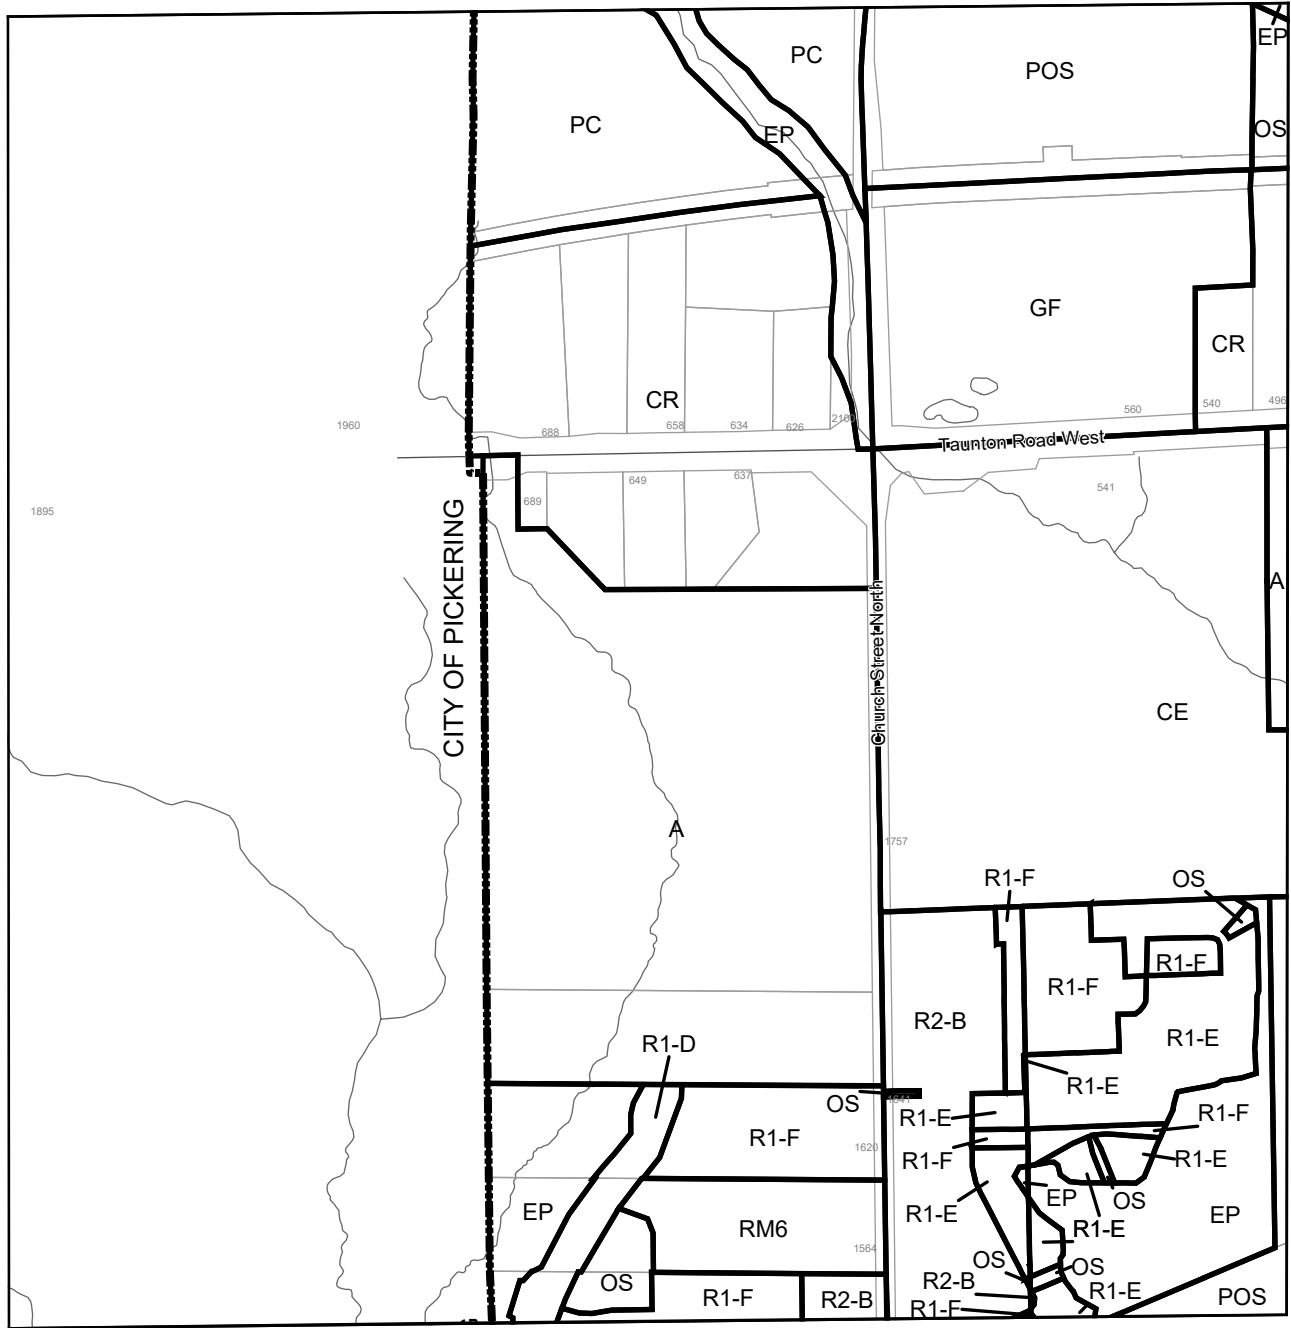 EP
PC
POS
PC
EP
OS
GF
CR
CR
1960
688
658
634
626
2100
560
540
496
Taunton Road West
689
649
637
541
1895
CITY OF PICKERING
A
Church Street North
CE
A
1757
R1-F
OS
R1-F
R1-F
R2-B
R1-E
R1-D
R1-E
OS
1641
R1-E
R1-F
R1-F
1620
R1-F
R1-E
EP
OS
EP
R1-E
R1-E
EP
RM6
1564
OS
OS
OS
R2-B
R1-E
R1-F
R2-B
POS
R1-F